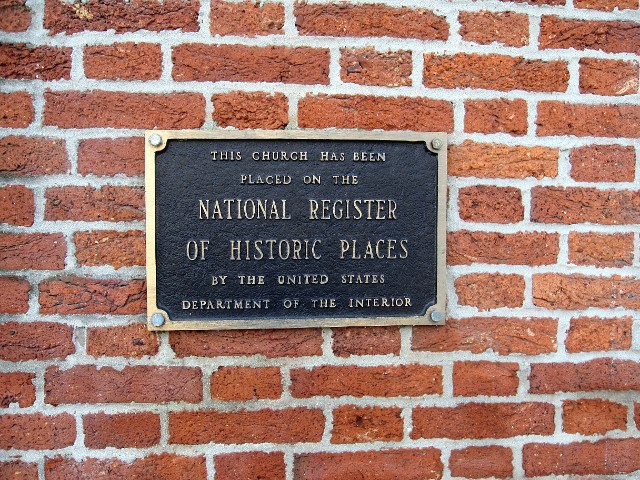 THIS CHURCH HAS BEEN
PLACED ON THE
NATIONAL REGISTER
OF HISTORIC PLACES
BY THE UNITED STATES
DEPARTMENT OF THE INTERIOR